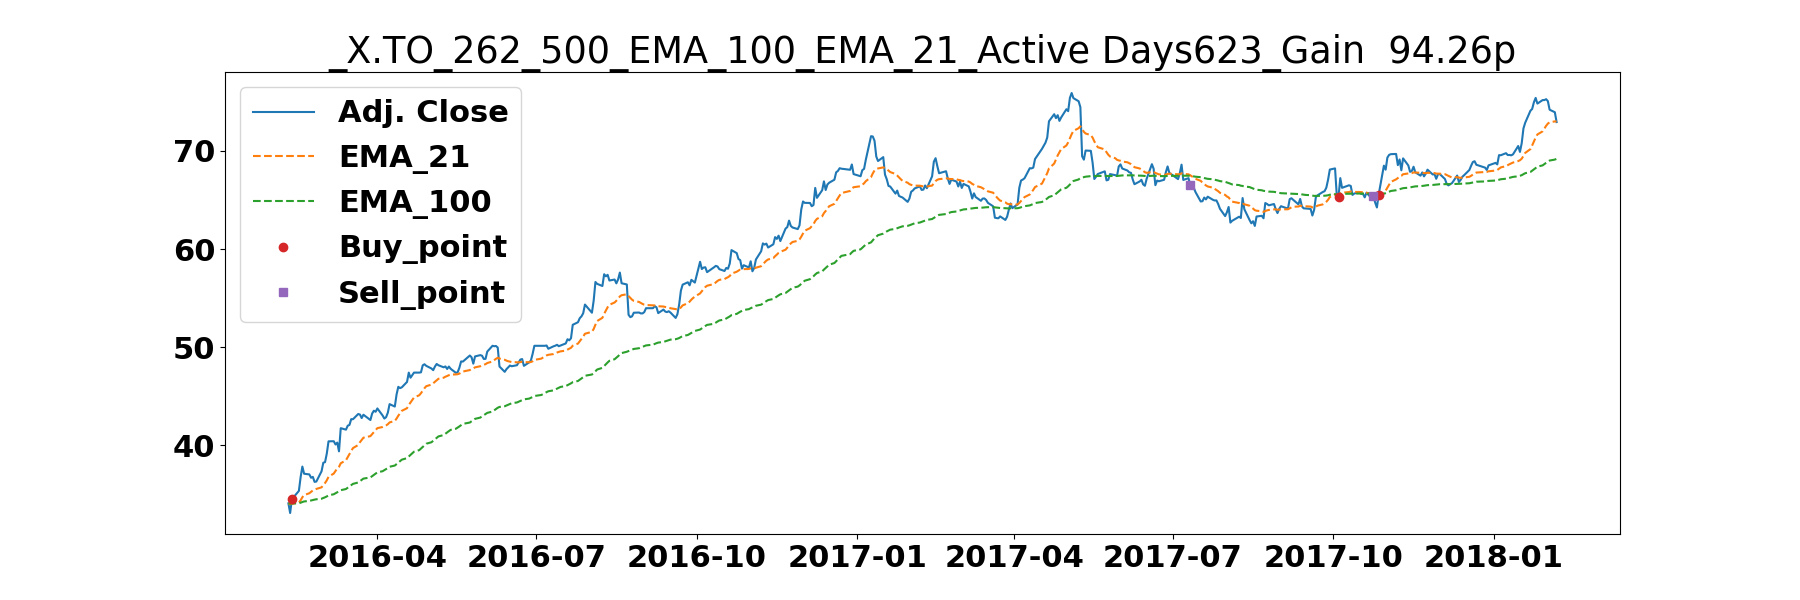 _X.TO_262_500_EMA_100_EMA_21_Active Days623_Gain  94.26p
Adj. Close
EMA_21
EMA_100
Buy_point
Sell_point
70
60
50
40
2016-04 2016-07 2016-10 2017-01 2017-04 2017-07 2017-10 2018-01